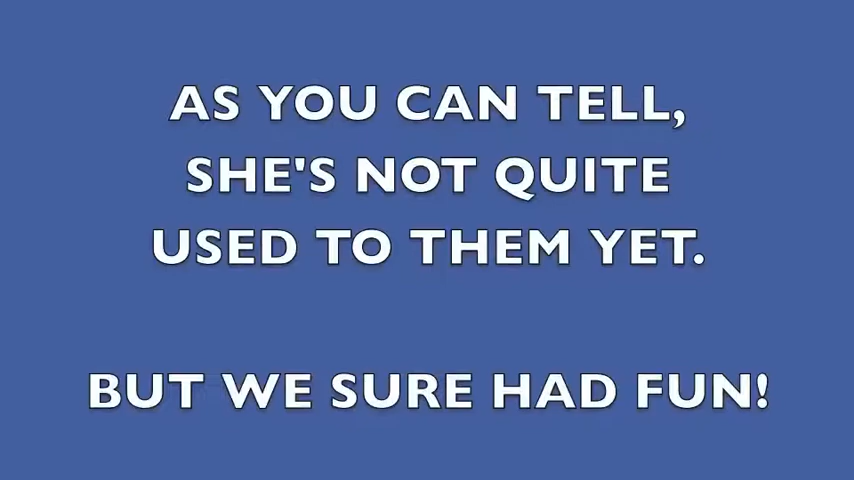 AS YOU CAN TELL,
SHE'S NOT QUITE
USED TO THEM YET.
BUT WE SURE HAD FUN!